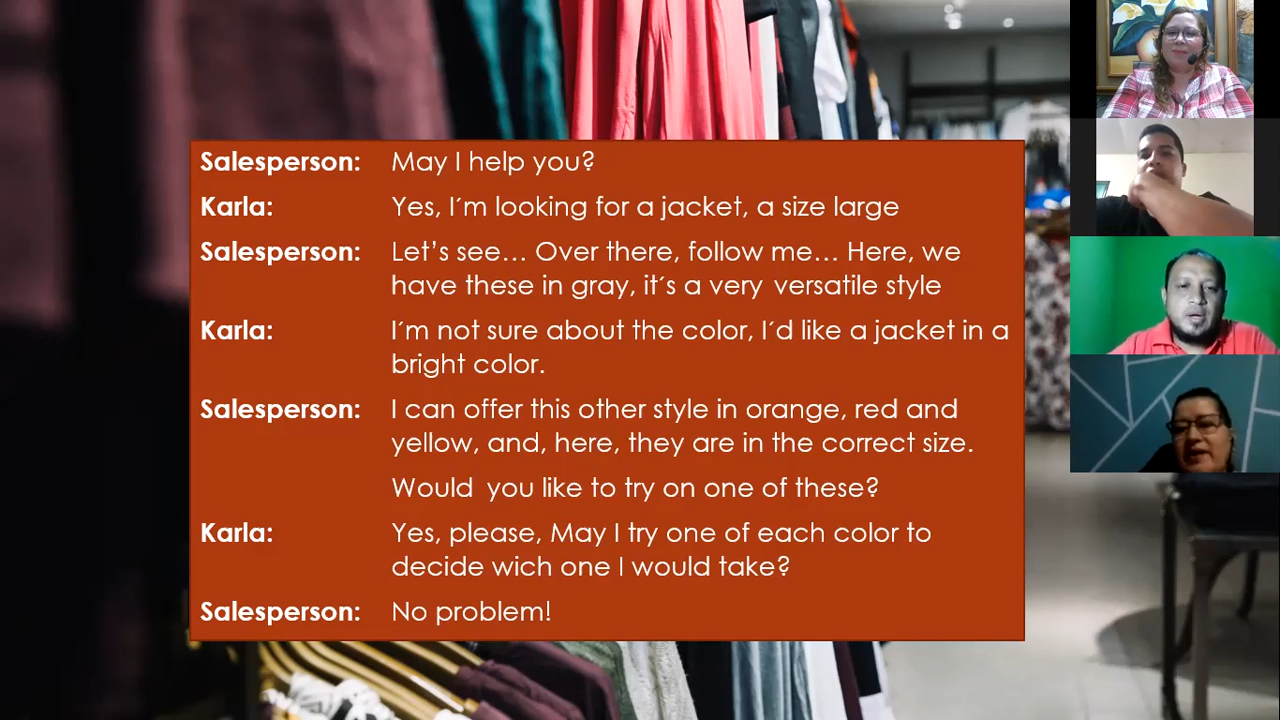 Salesperson: May I help you?
Karla: Yes, I´m looking for a jacket, a size large
Salesperson: Let’s see… Over there, follow me… Here, we
have these in gray, it´s a very versatile style
Karla: I´m not sure about the color, I´d like a jacket in a
bright color.
Salesperson: I can offer this other style in orange, red and
yellow, and, here, they are in the correct size.
Would you like to try on one of these?
Karla: Yes, please, May I try one of each color to
decide wich one I would take?
Salesperson: No problem!